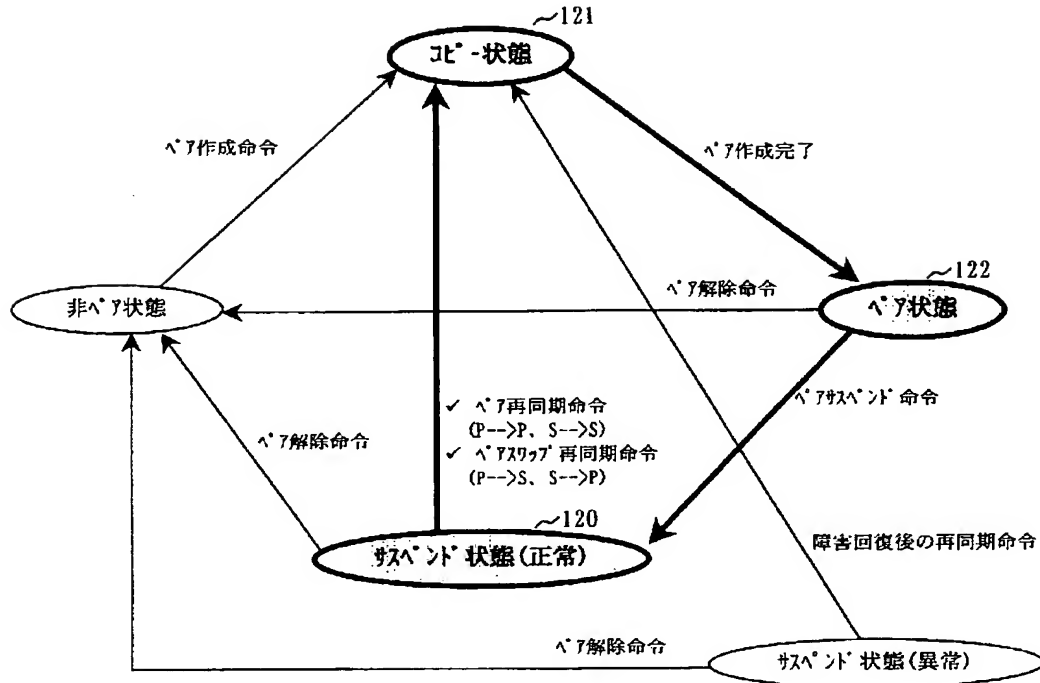 〜121
コピー状態
ペア作成命令
ペア作成完了
〜122
非ペア状態
ペア解除命令
ペア状態
ペアサスペンド命令
✓ ペア再同期命令
(P-->P、S-->S)
✓ ペアスワップ再同期命令
(P-->S、S-->P)
ペア解除命令
〜120
サスペンド状態(正常)
障害回復後の再同期命令
ペア解除命令
サスペンド状態(異常)